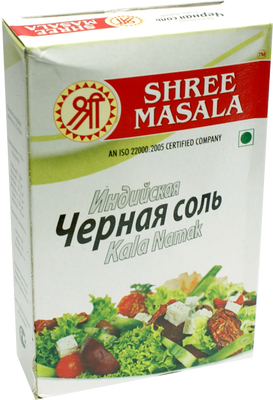 Черная соль
श्री
SHREE
MASALA
AN ISO 22000:2005 CERTIFIED COMPANY
Индийская
Черная соль
Kala Namak